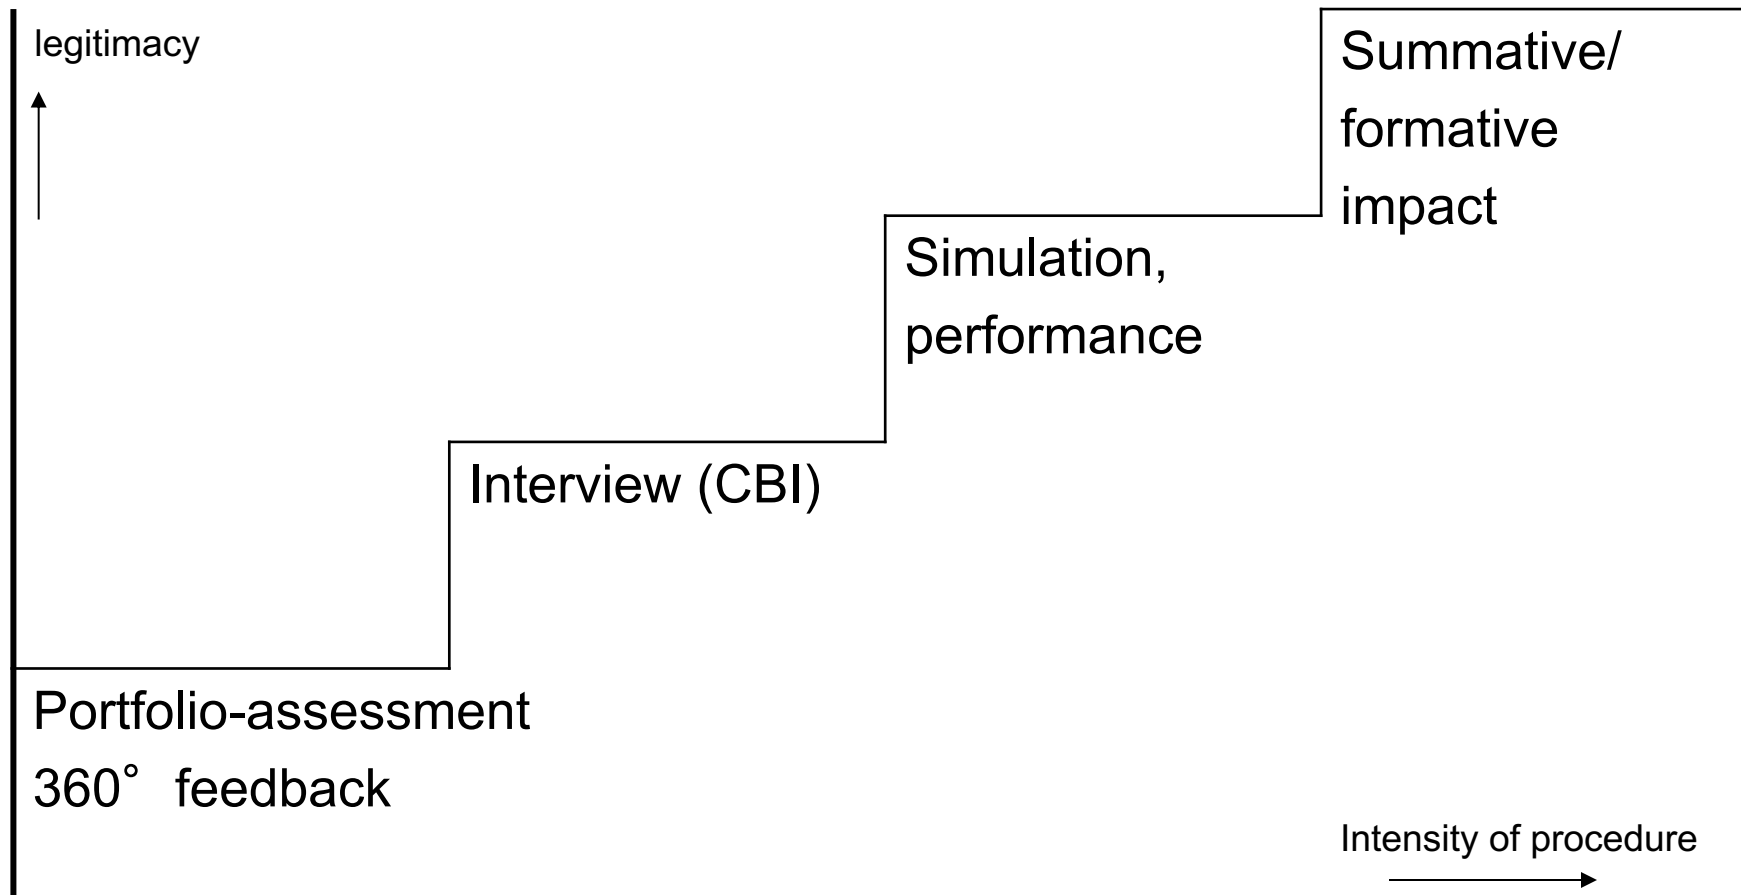 legitimacy
Summative/
formative
impact
Simulation,
performance
Interview (CBI)
Portfolio-assessment
360° feedback
Intensity of procedure